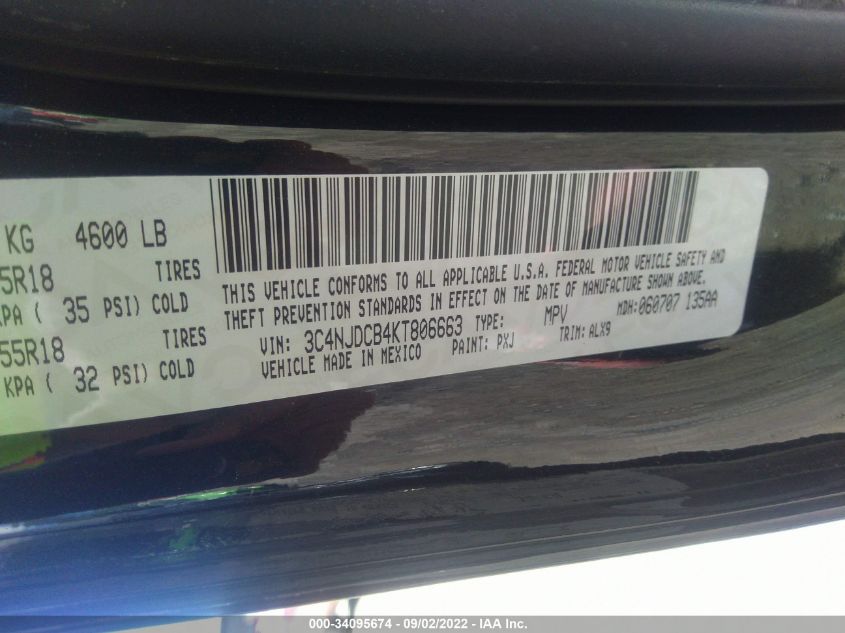 KG 4600 LB
5R18 TIRES
KPA ( 35 PSI) COLD
55R18 TIRES
KPA ( 32 PSI) COLD
THIS VEHICLE CONFORMS TO ALL APPLICABLE U.S.A. FEDERAL MOTOR VEHICLE SAFETY AND
THEFT PREVENTION STANDARDS IN EFFECT ON THE DATE OF MANUFACTURE SHOWN ABOVE.
VIN: 3C4NJDCB4KT806663 TYPE: MPV MDH:060707 135AA
VEHICLE MADE IN MEXICO PAINT: PXJ TRIM: ALX9
000-34095674 - 09/02/2022 - IAA Inc.